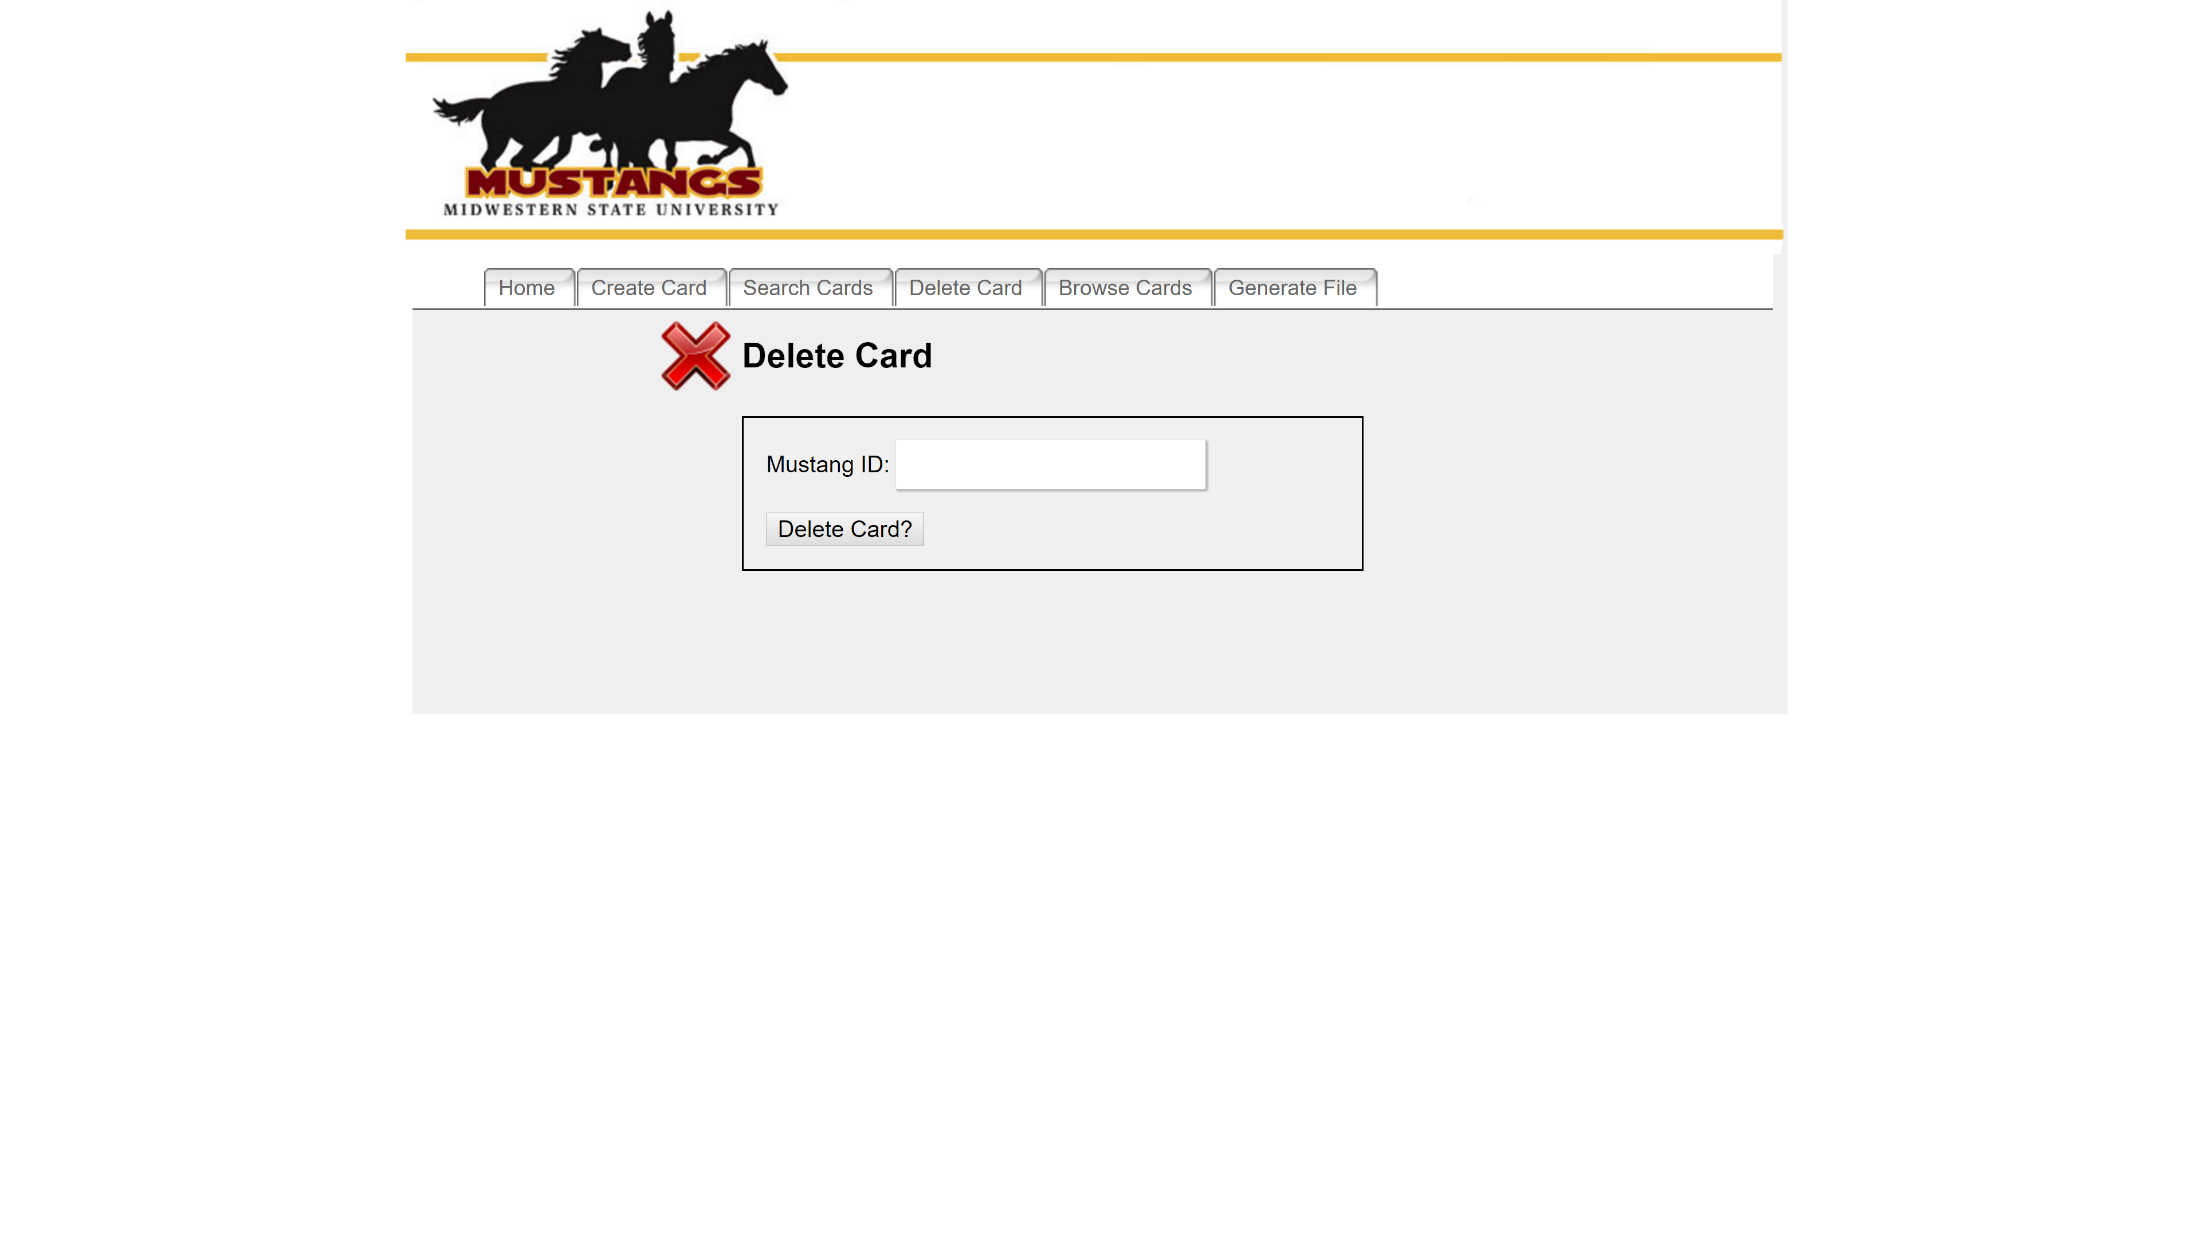 MUSTANGS
MIDWESTERN STATE UNIVERSITY
Home Create Card Search Cards Delete Card Browse Cards Generate File
Delete Card
Mustang ID:
Delete Card?